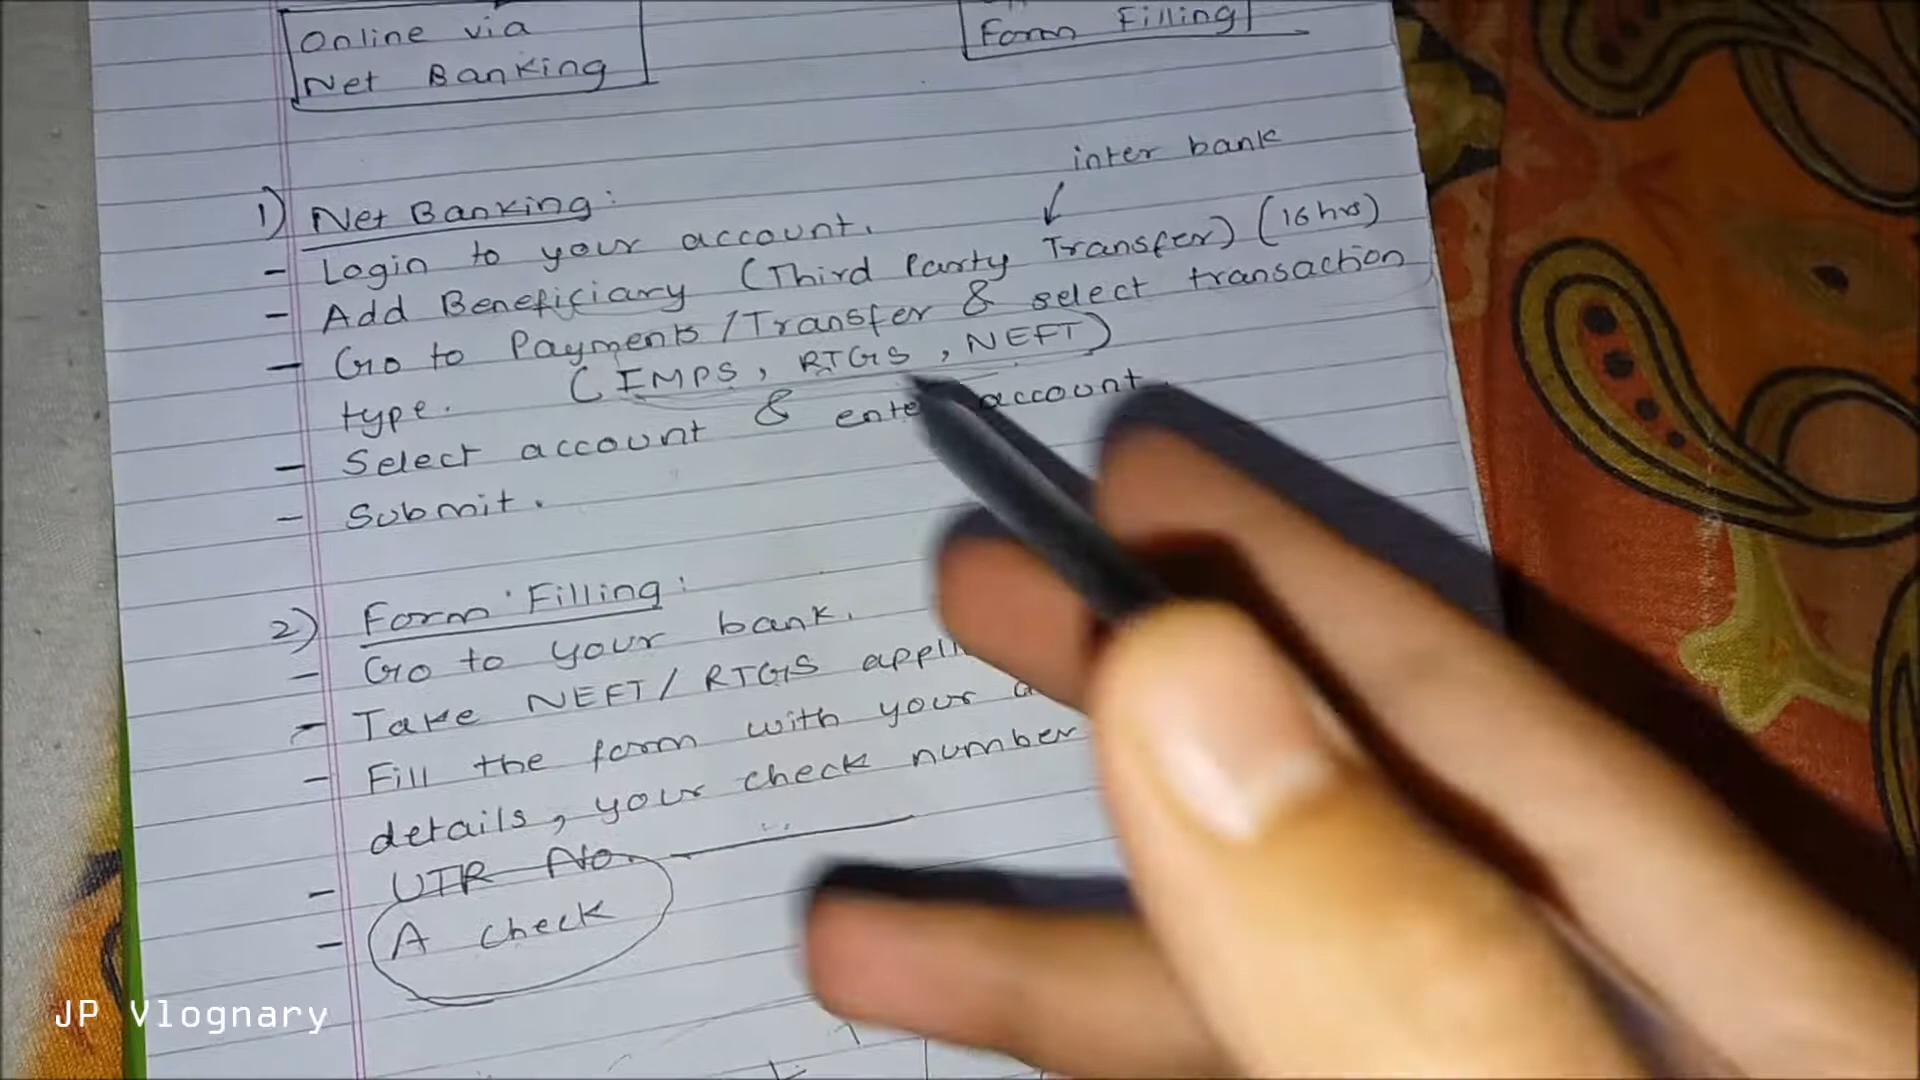 Online via
Net Banking
Form Filling
inter bank
1) Net Banking:
- Login to your account.
- Add Beneficiary (Third Party Transfer) (16 hrs)
- Go to Payments/Transfer & select transaction
type. (IMPS, RTGS, NEFT)
- Select account & enter account.
- Submit.
2) Form Filling:
- Go to your bank.
- Take NEFT/RTGS
- Fill the form with your
details, your check number
- UTR No.
- A check
JP Vlognary